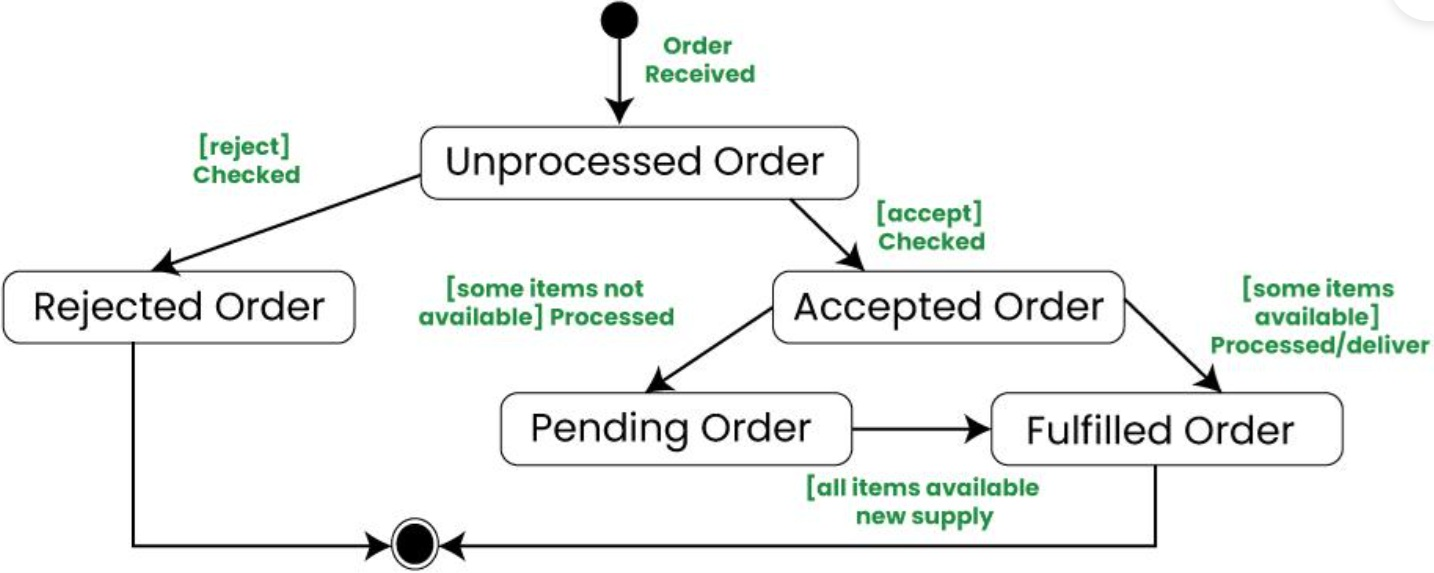 Order
Received
[reject]
Checked
Unprocessed Order
[accept]
Checked
Rejected Order
[some items not
available] Processed
Accepted Order
[some items
available]
Processed/deliver
Pending Order
Fulfilled Order
[all items available
new supply